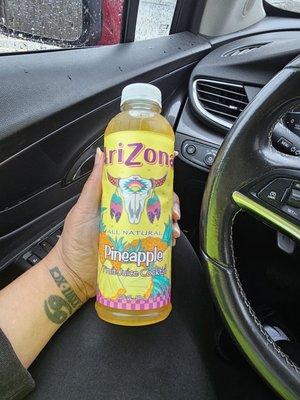 AriZona
ALL NATURAL
Pineapple
Fruit Juice Cocktail